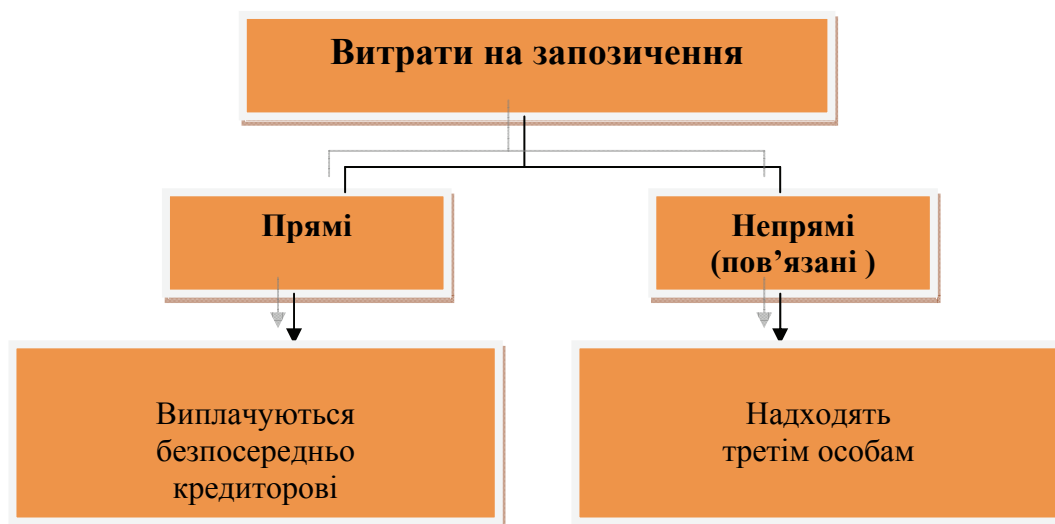 Витрати на запозичення
Прямі
Непрямі
(пов’язані )
Виплачуються
безпосередньо
кредиторові
Надходять
третім особам